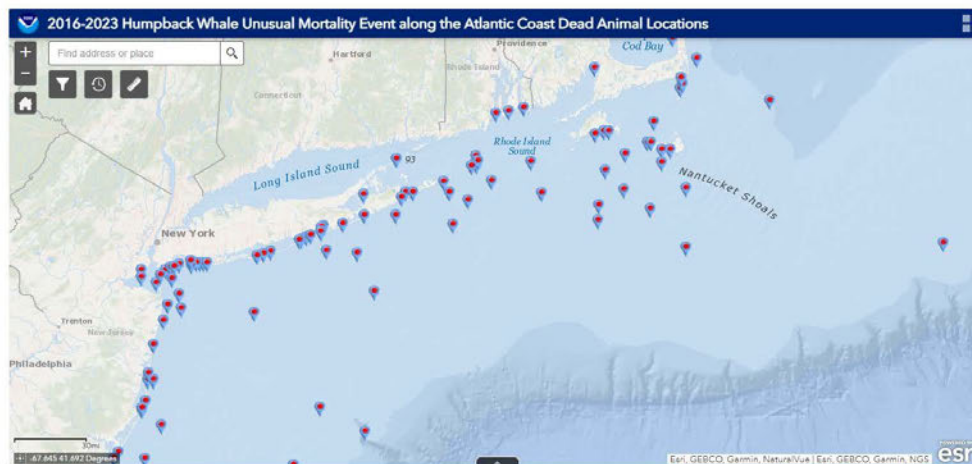 2016-2023 Humpback Whale Unusual Mortality Event along the Atlantic Coast Dead Animal Locations
+
Find address or place
−
Hartford
Providence
Cod Bay
Rhode Island
Connecticut
Rhode Island
Sound
93
Long Island Sound
Nantucket Shoals
New York
Trenton
New Jersey
Philadelphia
30mi
-67.645 41.692 Degrees
Esri, GEBCO, Garmin, NaturalVue | Esri, GEBCO, Garmin, NGS
POWERED BY
esri